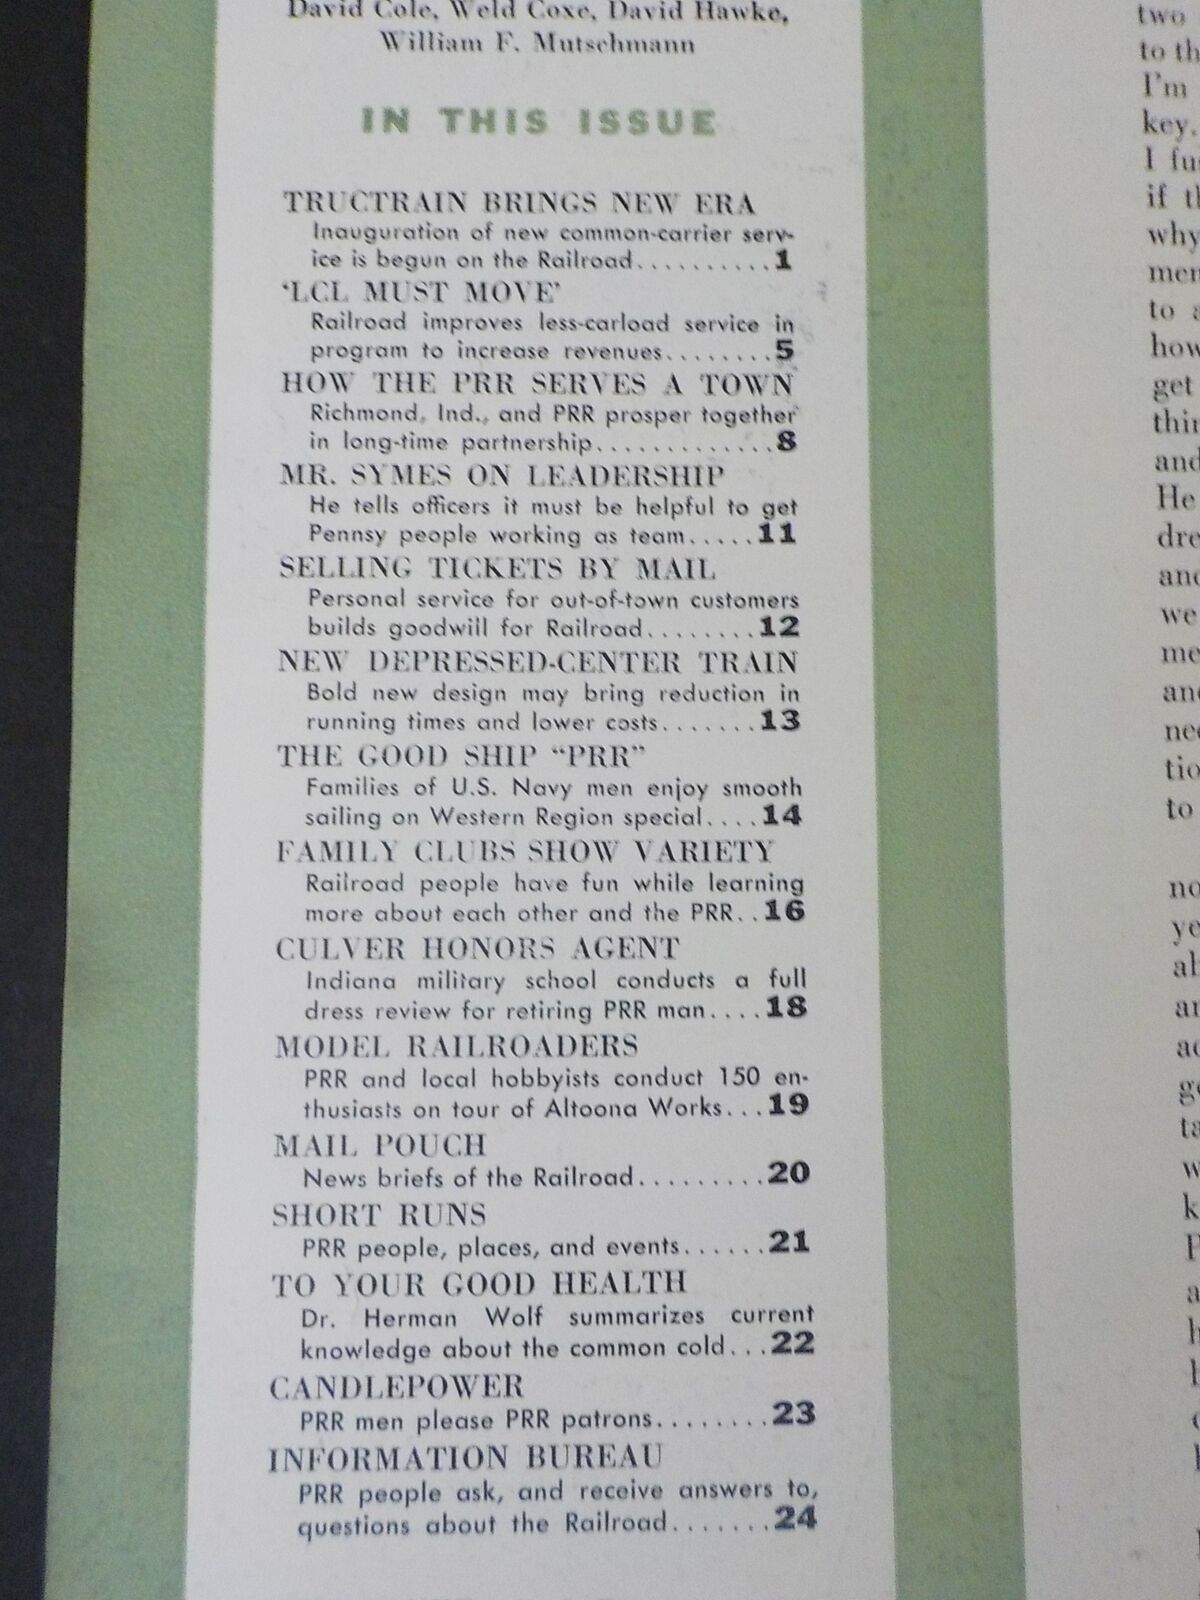 David Cole, Weld Coxe, David Hawke,
William F. Mutschmann
IN THIS ISSUE
TRUCTRAIN BRINGS NEW ERA
Inauguration of new common-carrier serv-
ice is begun on the Railroad..........1
‘LCL MUST MOVE’
Railroad improves less-carload service in
program to increase revenues........5
HOW THE PRR SERVES A TOWN
Richmond, Ind., and PRR prosper together
in long-time partnership.............8
MR. SYMES ON LEADERSHIP
He tells officers it must be helpful to get
Pennsy people working as team.....11
SELLING TICKETS BY MAIL
Personal service for out-of-town customers
builds goodwill for Railroad........12
NEW DEPRESSED-CENTER TRAIN
Bold new design may bring reduction in
running times and lower costs.......13
THE GOOD SHIP “PRR”
Families of U.S. Navy men enjoy smooth
sailing on Western Region special....14
FAMILY CLUBS SHOW VARIETY
Railroad people have fun while learning
more about each other and the PRR..16
CULVER HONORS AGENT
Indiana military school conducts a full
dress review for retiring PRR man....18
MODEL RAILROADERS
PRR and local hobbyists conduct 150 en-
thusiasts on tour of Altoona Works...19
MAIL POUCH
News briefs of the Railroad.........20
SHORT RUNS
PRR people, places, and events......21
TO YOUR GOOD HEALTH
Dr. Herman Wolf summarizes current
knowledge about the common cold...22
CANDLEPOWER
PRR men please PRR patrons........23
INFORMATION BUREAU
PRR people ask, and receive answers to,
questions about the Railroad.......24
two
to th
I'm
key.
if th
why
to
how
get
and
He
and
we
to